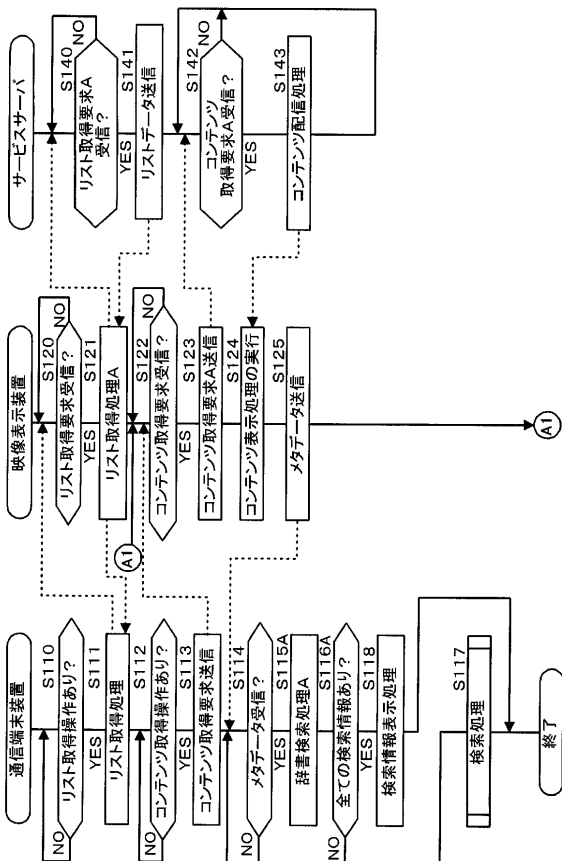 通信端末装置
S110
リスト取得操作あり?
NO
YES
S111
リスト取得処理
S112
コンテンツ取得操作あり?
NO
YES
S113
コンテンツ取得要求送信
S114
メタデータ受信?
NO
YES
S115A
辞書検索処理A
S116A
全ての検索情報あり?
NO
YES
S118
検索情報表示処理
S117
検索処理
終了
映像表示装置
S120
リスト取得要求受信?
NO
YES
S121
リスト取得処理A
A1
S122
コンテンツ取得要求受信?
NO
YES
S123
コンテンツ取得要求A送信
S124
コンテンツ表示処理の実行
S125
メタデータ送信
A1
サービスサーバ
S140
リスト取得要求A
受信?
NO
YES
S141
リストデータ送信
S142
コンテンツ
取得要求A受信?
NO
YES
S143
コンテンツ配信処理